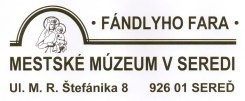 · FÁNDLYHO FARA ·
MESTSKÉ MÚZEUM V SEREDI
Ul. M. R. Štefánika 8 926 01 SEREĎ